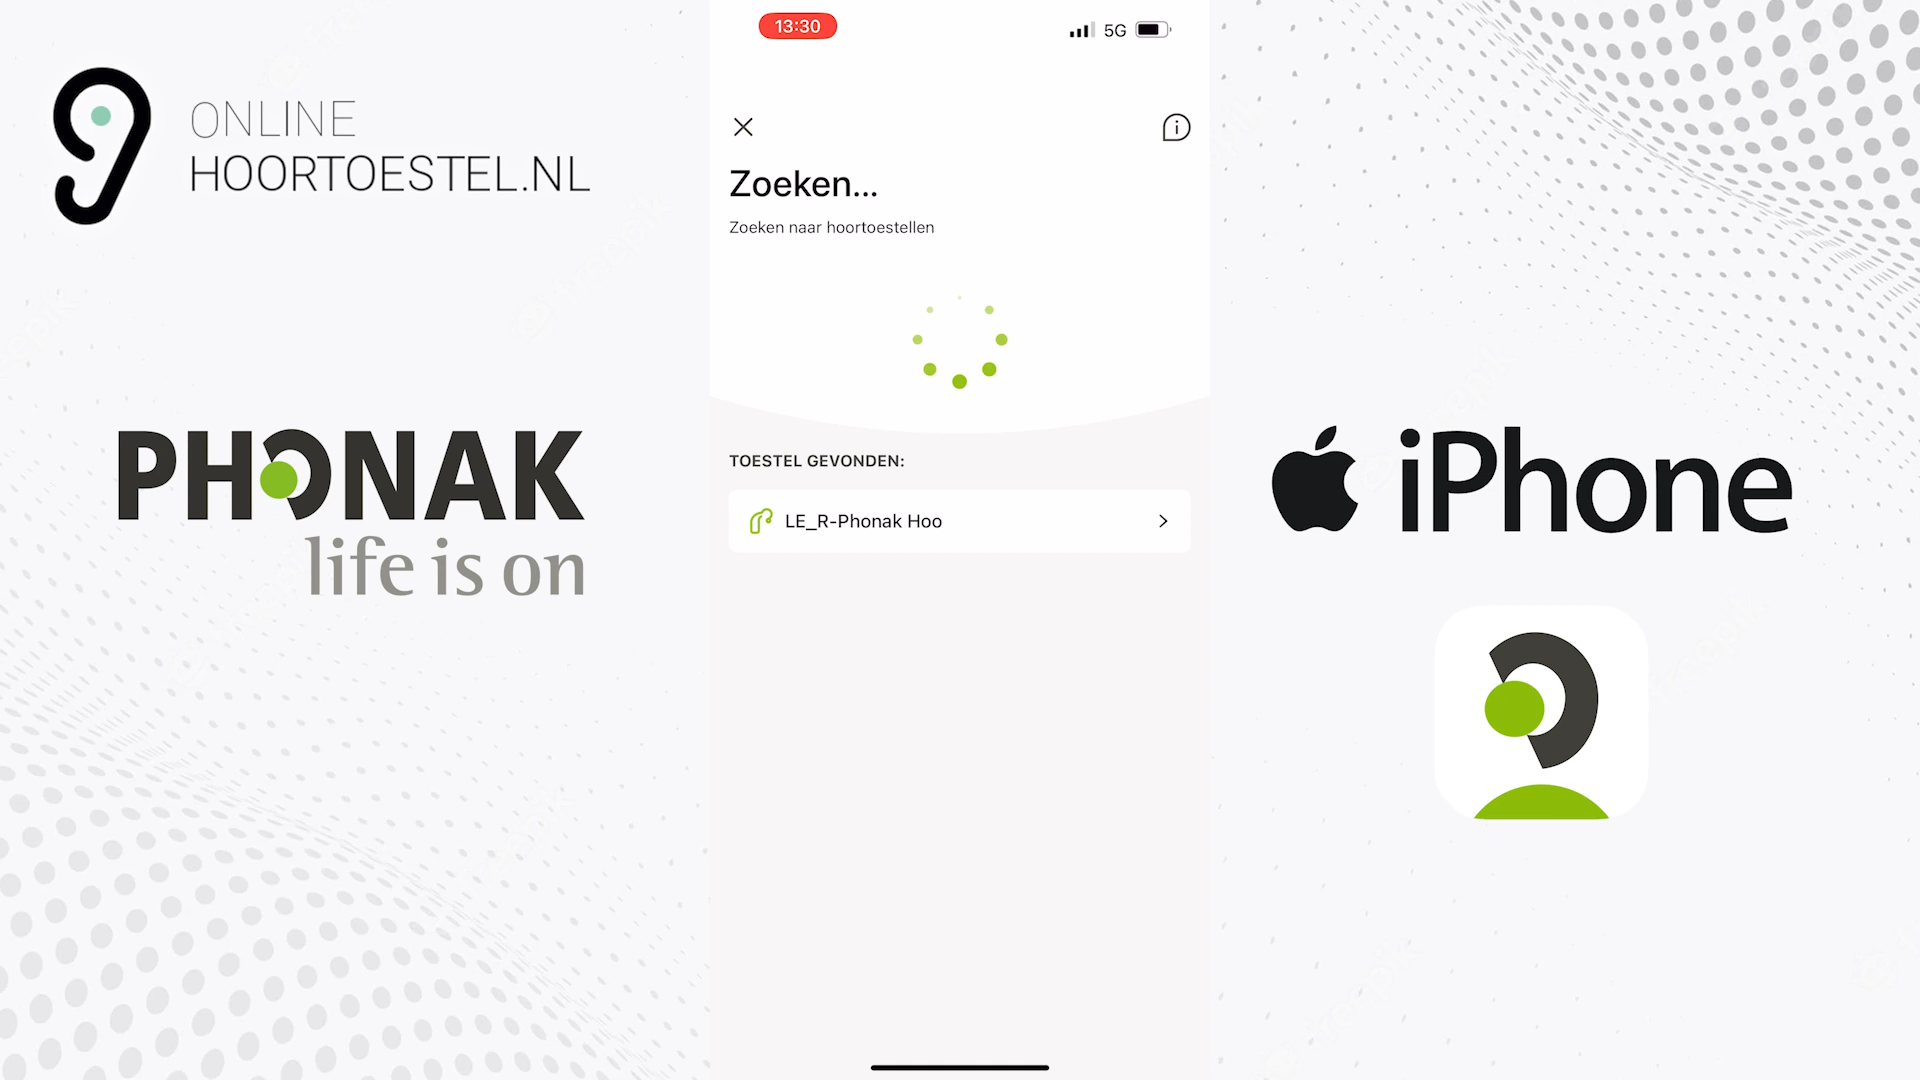 ONLINE
HOORTOESTEL.NL
PHONAK
life is on
13:30
5G
Zoeken...
Zoeken naar hoortoestellen
TOESTEL GEVONDEN:
LE_R-Phonak Hoo
iPhone